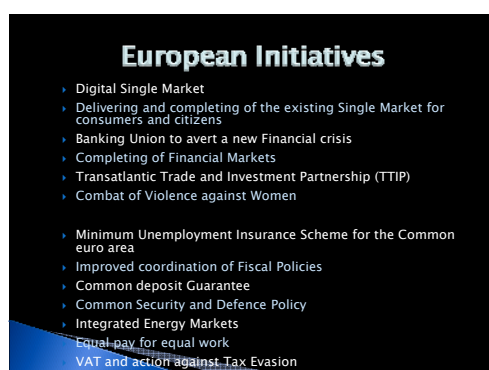 European Initiatives
Digital Single Market
Delivering and completing of the existing Single Market for
consumers and citizens
Banking Union to avert a new Financial crisis
Completing of Financial Markets
Transatlantic Trade and Investment Partnership (TTIP)
Combat of Violence against Women
Minimum Unemployment Insurance Scheme for the Common
euro area
Improved coordination of Fiscal Policies
Common deposit Guarantee
Common Security and Defence Policy
Integrated Energy Markets
Equal pay for equal work
VAT and action against Tax Evasion